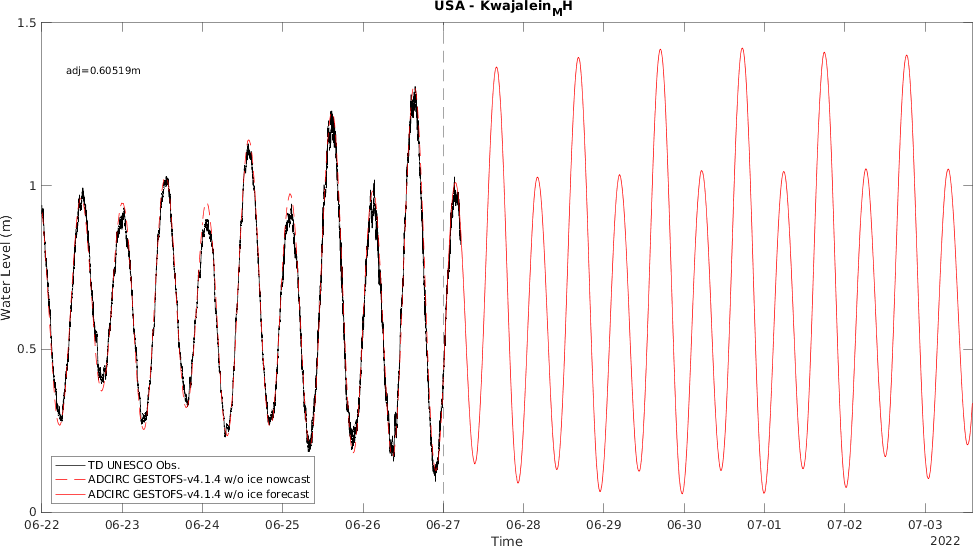 USA - Kwajalein_MH
1.5
adj=0.60519m
1
Water Level (m)
0.5
TD UNESCO Obs.
ADCIRC GESTOFS-v4.1.4 w/o ice nowcast
ADCIRC GESTOFS-v4.1.4 w/o ice forecast
0
06-22 06-23 06-24 06-25 06-26 06-27 06-28 06-29 06-30 07-01 07-02 07-03
Time
2022